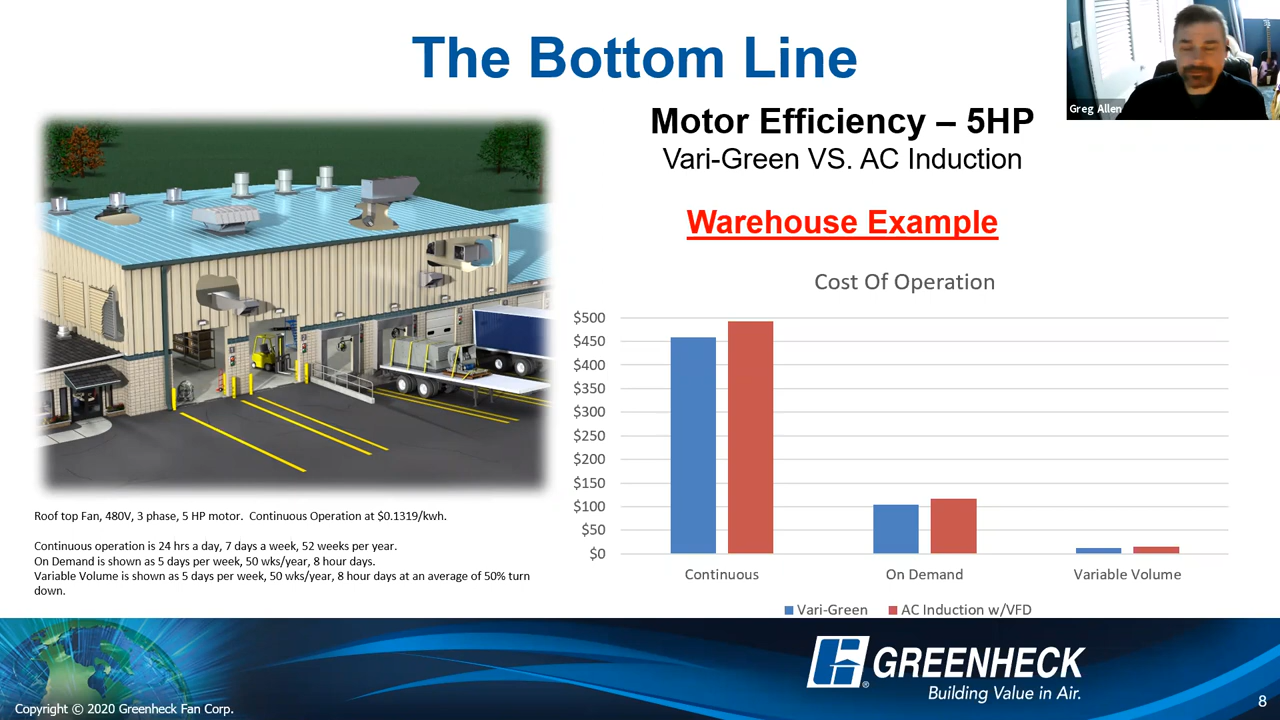 The Bottom Line
Greg Allen
Motor Efficiency – 5HP
Vari-Green VS. AC Induction
Warehouse Example
Cost Of Operation
$500
$450
$400
$350
$300
$250
$200
$150
$100
$50
$0
Continuous
On Demand
Variable Volume
Vari-Green
AC Induction w/VFD
Roof top Fan, 480V, 3 phase, 5 HP motor.  Continuous Operation at $0.1319/kwh.
Continuous operation is 24 hrs a day, 7 days a week, 52 weeks per year.
On Demand is shown as 5 days per week, 50 wks/year, 8 hour days.
Variable Volume is shown as 5 days per week, 50 wks/year, 8 hour days at an average of 50% turn
down.
GREENHECK
®
Building Value in Air.
Copyright © 2020 Greenheck Fan Corp.
8